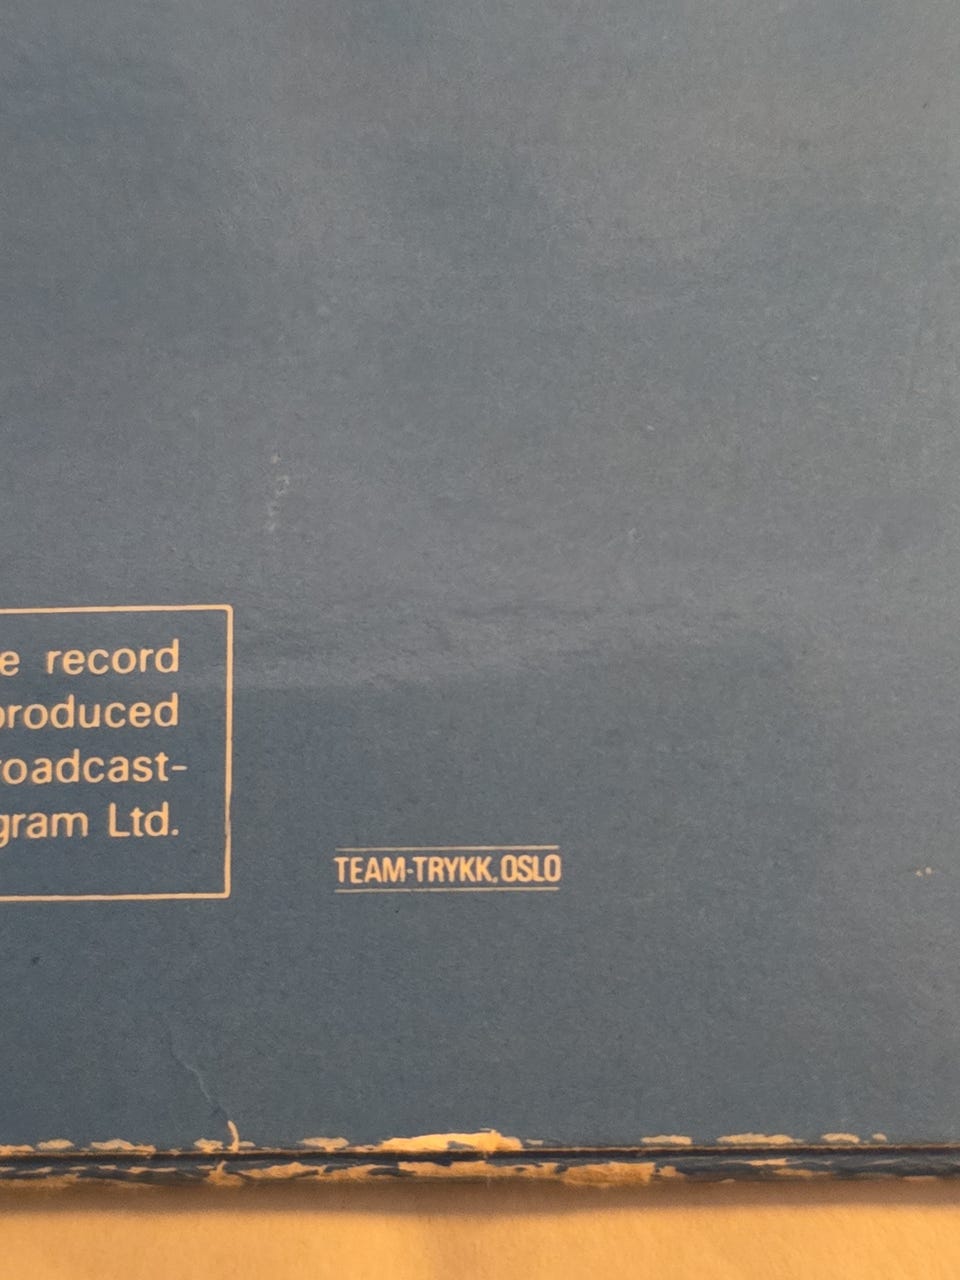 e record
produced
roadcast-
gram Ltd.
TEAM-TRYKK, OSLO